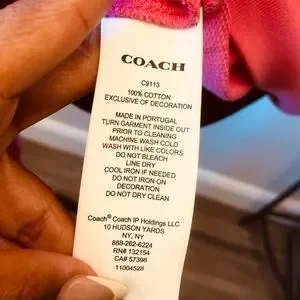 COACH
C9113
100% COTTON
EXCLUSIVE OF DECORATION
MADE IN PORTUGAL
TURN GARMENT INSIDE OUT
PRIOR TO CLEANING
MACHINE WASH COLD
WASH WITH LIKE COLORS
DO NOT BLEACH
LINE DRY
COOL IRON IF NEEDED
DO NOT IRON ON
DECORATION
DO NOT DRY CLEAN
Coach® Coach IP Holdings LLC.
10 HUDSON YARDS
NY, NY
888-262-6224
RN# 132154
CA# 57396
11004528